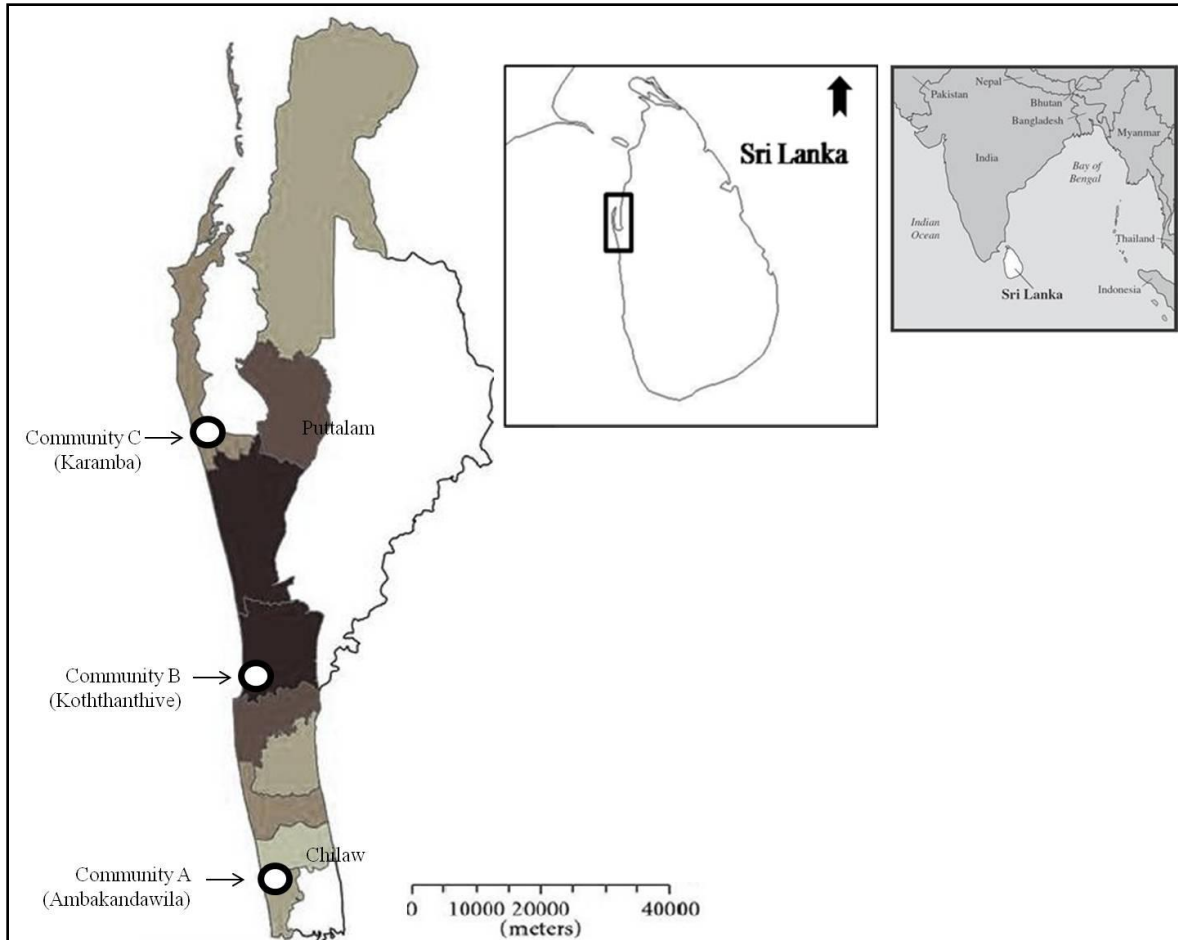 Puttalam
Community C
(Karamba)
Community B
(Koththanthive)
Chilaw
Community A
(Ambakandawila)
0 10000 20000 40000
(meters)
Sri Lanka
Nepal
Pakistan
Bhutan
Bangladesh
Myanmar
India
Bay of
Bengal
Indian
Ocean
Thailand
Sri Lanka
Indonesia